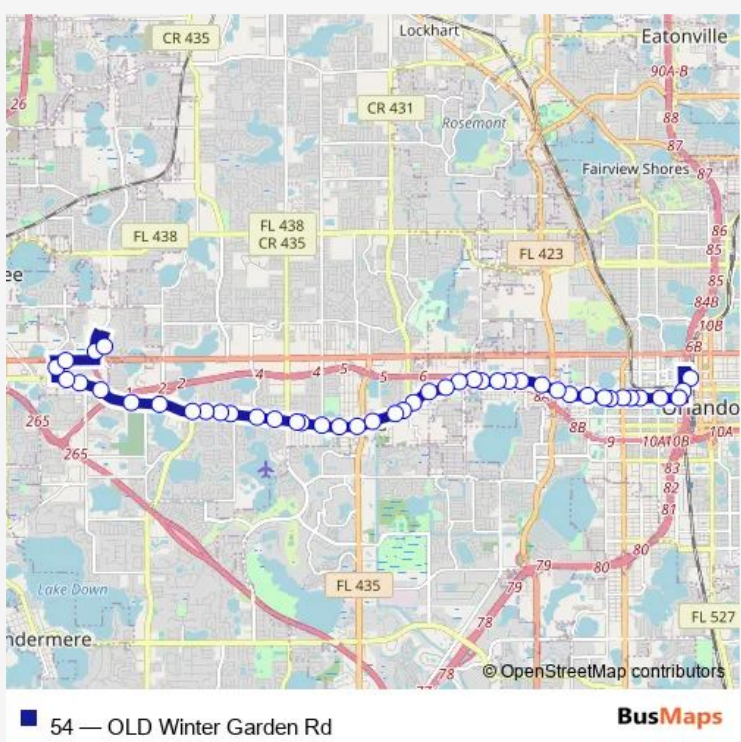 CR 435
Lockhart
Eatonville
90A-B
26
CR 431
88
Rosemont
87
Fairview Shores
87
FL 438
FL 438
CR 435
86
FL 423
85
ee
85
84B
10B
6B
1
2
2
4
4
5
5
6
8A
Orlando
265
8B
9
10A10B
10A
265
83
82
81
80
79
80
FL 435
79
Lake Down
78
FL 527
ndermere
78
77
© OpenStreetMap contributors
54 — OLD Winter Garden Rd
BusMaps